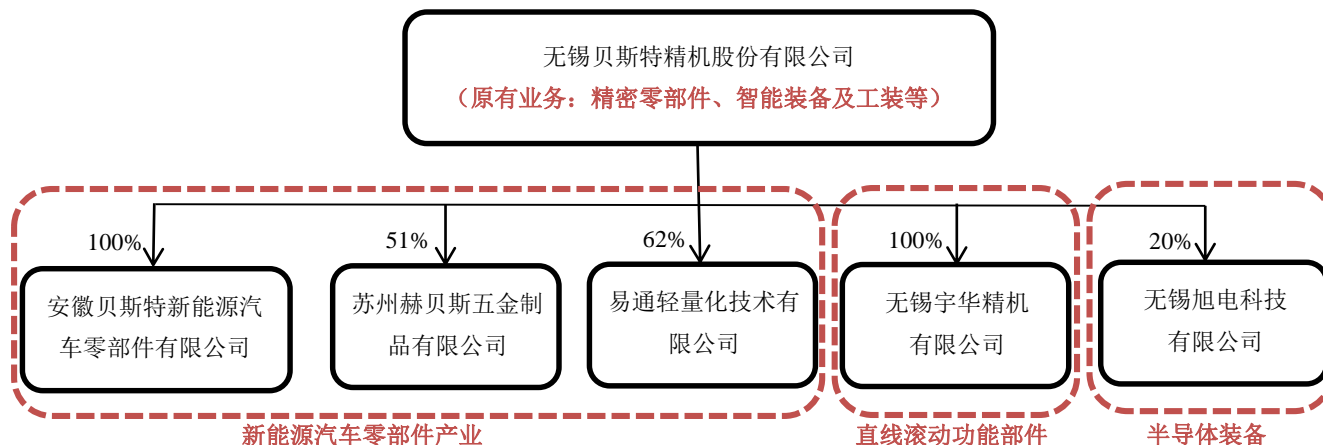 无锡贝斯特精机股份有限公司
（原有业务：精密零部件、智能装备及工装等）
100%
51%
62%
100%
20%
安徽贝斯特新能源汽
车零部件有限公司
苏州赫贝斯五金制
品有限公司
易通轻量化技术有
限公司
无锡宇华精机
有限公司
无锡旭电科技
有限公司
新能源汽车零部件产业
直线滚动功能部件
半导体装备